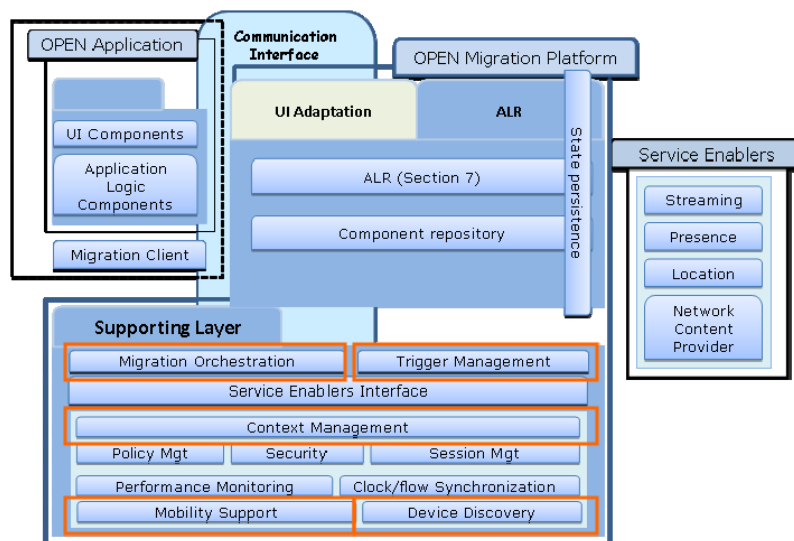 OPEN Application
UI Components
Application
Logic
Components
Migration Client
Communication
Interface
OPEN Migration Platform
UI Adaptation
ALR
ALR (Section 7)
Component repository
State persistence
Service Enablers
Streaming
Presence
Location
Network
Content
Provider
Supporting Layer
Migration Orchestration
Trigger Management
Service Enablers Interface
Context Management
Policy Mgt
Security
Session Mgt
Performance Monitoring
Clock/flow Synchronization
Mobility Support
Device Discovery